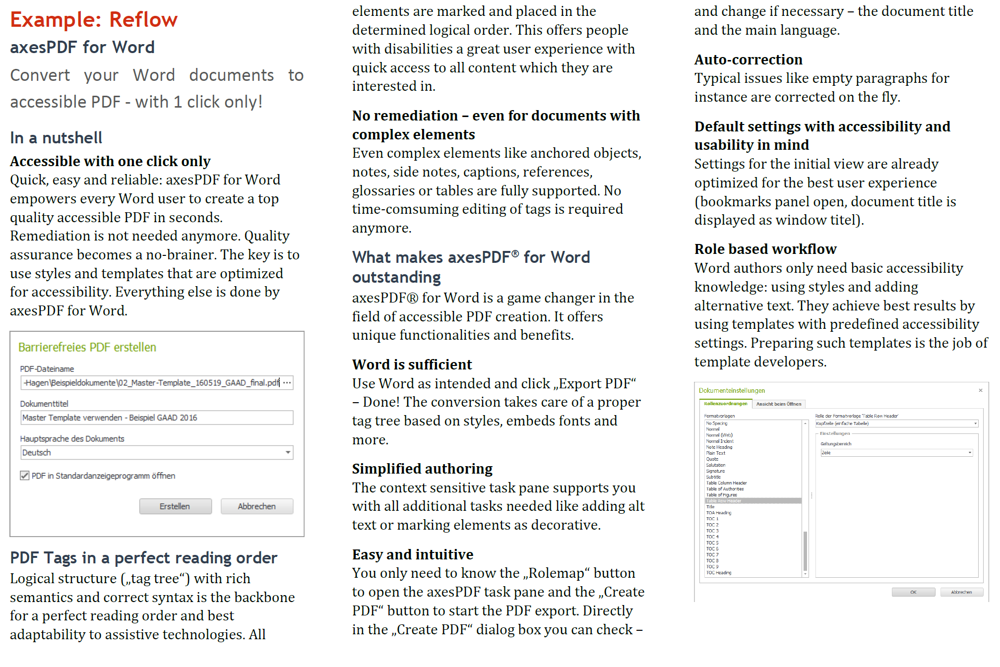 Example: Reflow
axesPDF for Word
Convert your Word documents to
accessible PDF - with 1 click only!
In a nutshell
Accessible with one click only
Quick, easy and reliable: axesPDF for Word
empowers every Word user to create a top
quality accessible PDF in seconds.
Remediation is not needed anymore. Quality
assurance becomes a no-brainer. The key is to
use styles and templates that are optimized
for accessibility. Everything else is done by
axesPDF for Word.
Barrierefreies PDF erstellen
PDF-Dateiname
-Hagen\Beispieldokumente\02_Master-Template_160519_GAAD_final.pdf ...
Dokumenttitel
Master Template verwenden - Beispiel GAAD 2016
Hauptsprache des Dokuments
Deutsch
PDF in Standardanzeigeprogramm öffnen
Erstellen Abbrechen
PDF Tags in a perfect reading order
Logical structure („tag tree“) with rich
semantics and correct syntax is the backbone
for a perfect reading order and best
adaptability to assistive technologies. All
elements are marked and placed in the
determined logical order. This offers people
with disabilities a great user experience with
quick access to all content which they are
interested in.
No remediation – even for documents with
complex elements
Even complex elements like anchored objects,
notes, side notes, captions, references,
glossaries or tables are fully supported. No
time-comsuming editing of tags is required
anymore.
What makes axesPDF® for Word
outstanding
axesPDF® for Word is a game changer in the
field of accessible PDF creation. It offers
unique functionalities and benefits.
Word is sufficient
Use Word as intended and click „Export PDF“
– Done! The conversion takes care of a proper
tag tree based on styles, embeds fonts and
more.
Simplified authoring
The context sensitive task pane supports you
with all additional tasks needed like adding alt
text or marking elements as decorative.
Easy and intuitive
You only need to know the „Rolemap“ button
to open the axesPDF task pane and the „Create
PDF“ button to start the PDF export. Directly
in the „Create PDF“ dialog box you can check –
and change if necessary – the document title
and the main language.
Auto-correction
Typical issues like empty paragraphs for
instance are corrected on the fly.
Default settings with accessibility and
usability in mind
Settings for the initial view are already
optimized for the best user experience
(bookmarks panel open, document title is
displayed as window titel).
Role based workflow
Word authors only need basic accessibility
knowledge: using styles and adding
alternative text. They achieve best results by
using templates with predefined accessibility
settings. Preparing such templates is the job of
template developers.
Dokumenteinstellungen
Rollenzuordnungen Ansicht beim Öffnen
Formatvorlagen
No Spacing
Normal
Normal (Web)
Normal Indent
Note Heading
Plain Text
Quote
Salutation
Signature
Subtitle
Table Column Header
Table of Authorities
Table of Figures
Table Row Header
Title
TOA Heading
TOC 1
TOC 2
TOC 3
TOC 4
TOC 5
TOC 6
TOC 7
TOC 8
TOC 9
TOC Heading
Rolle der Formatvorlage 'Table Row Header'
Kopfzelle (einfache Tabelle)
Einstellungen
Geltungsbereich
Zeile
OK Abbrechen